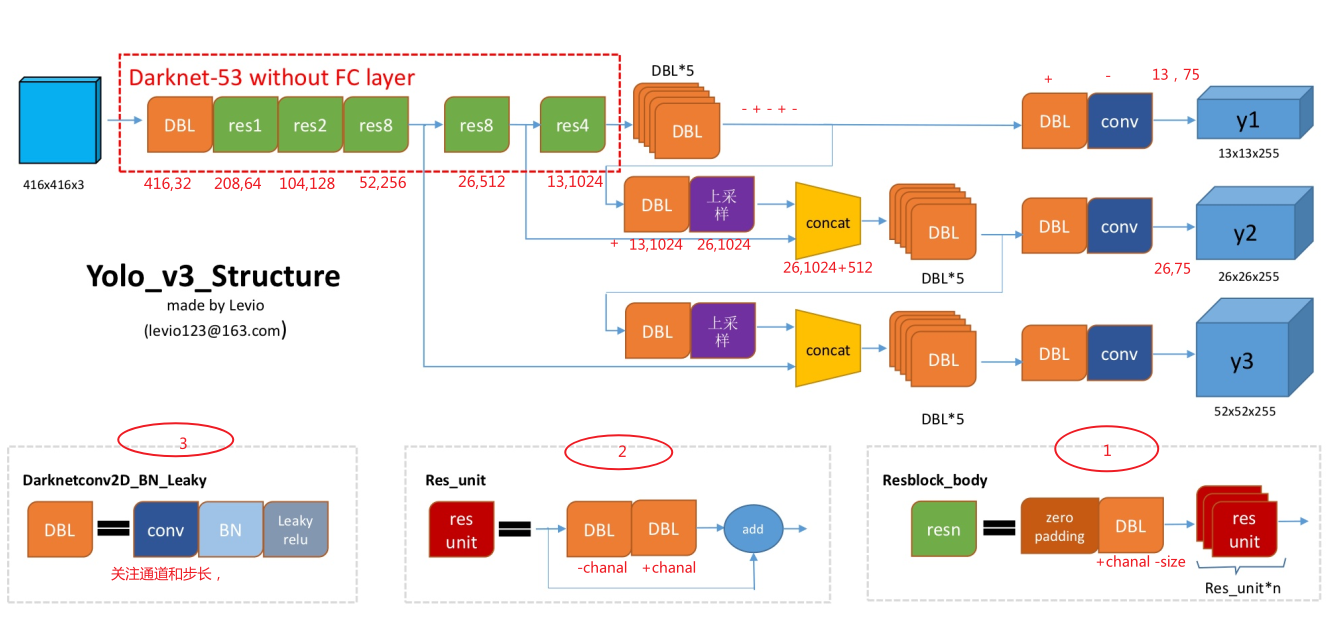 Darknet-53 without FC layer
DBL
res1
res2
res8
res8
res4
416x416x3
416,32
208,64
104,128
52,256
26,512
13,1024
DBL*5
DBL
- + - + -
+
-
13 , 75
DBL
conv
y1
13x13x255
DBL
上采
样
+
13,1024
26,1024
concat
26,1024+512
DBL
DBL*5
DBL
conv
26,75
y2
26x26x255
Yolo_v3_Structure
made by Levio
(levio123@163.com)
DBL
上采
样
concat
DBL
DBL*5
DBL
conv
y3
52x52x255
3
Darknetconv2D_BN_Leaky
DBL
conv
BN
Leaky
relu
关注通道和步长，
2
Res_unit
res
unit
DBL
DBL
add
-chanal
+chanal
1
Resblock_body
resn
zero
padding
DBL
res
unit
+chanal -size
Res_unit*n